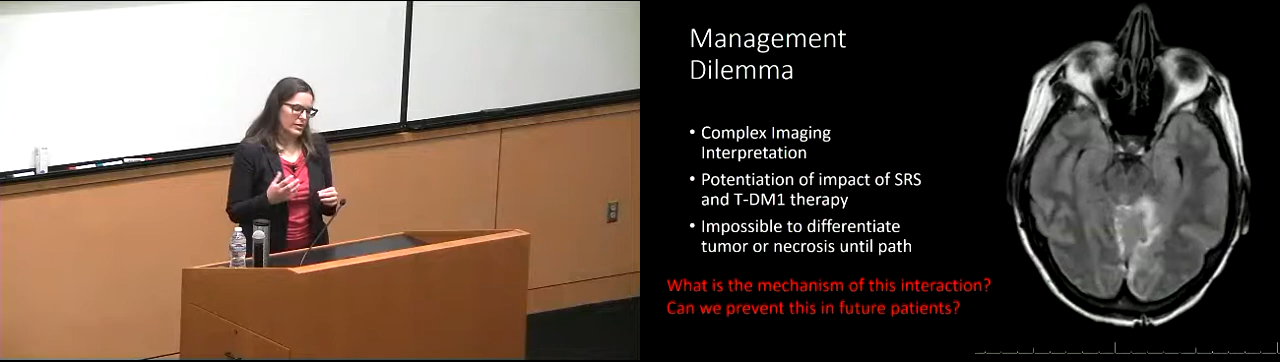 Management
Dilemma
• Complex Imaging
Interpretation
• Potentiation of impact of SRS
and T-DM1 therapy
• Impossible to differentiate
tumor or necrosis until path
What is the mechanism of this interaction?
Can we prevent this in future patients?